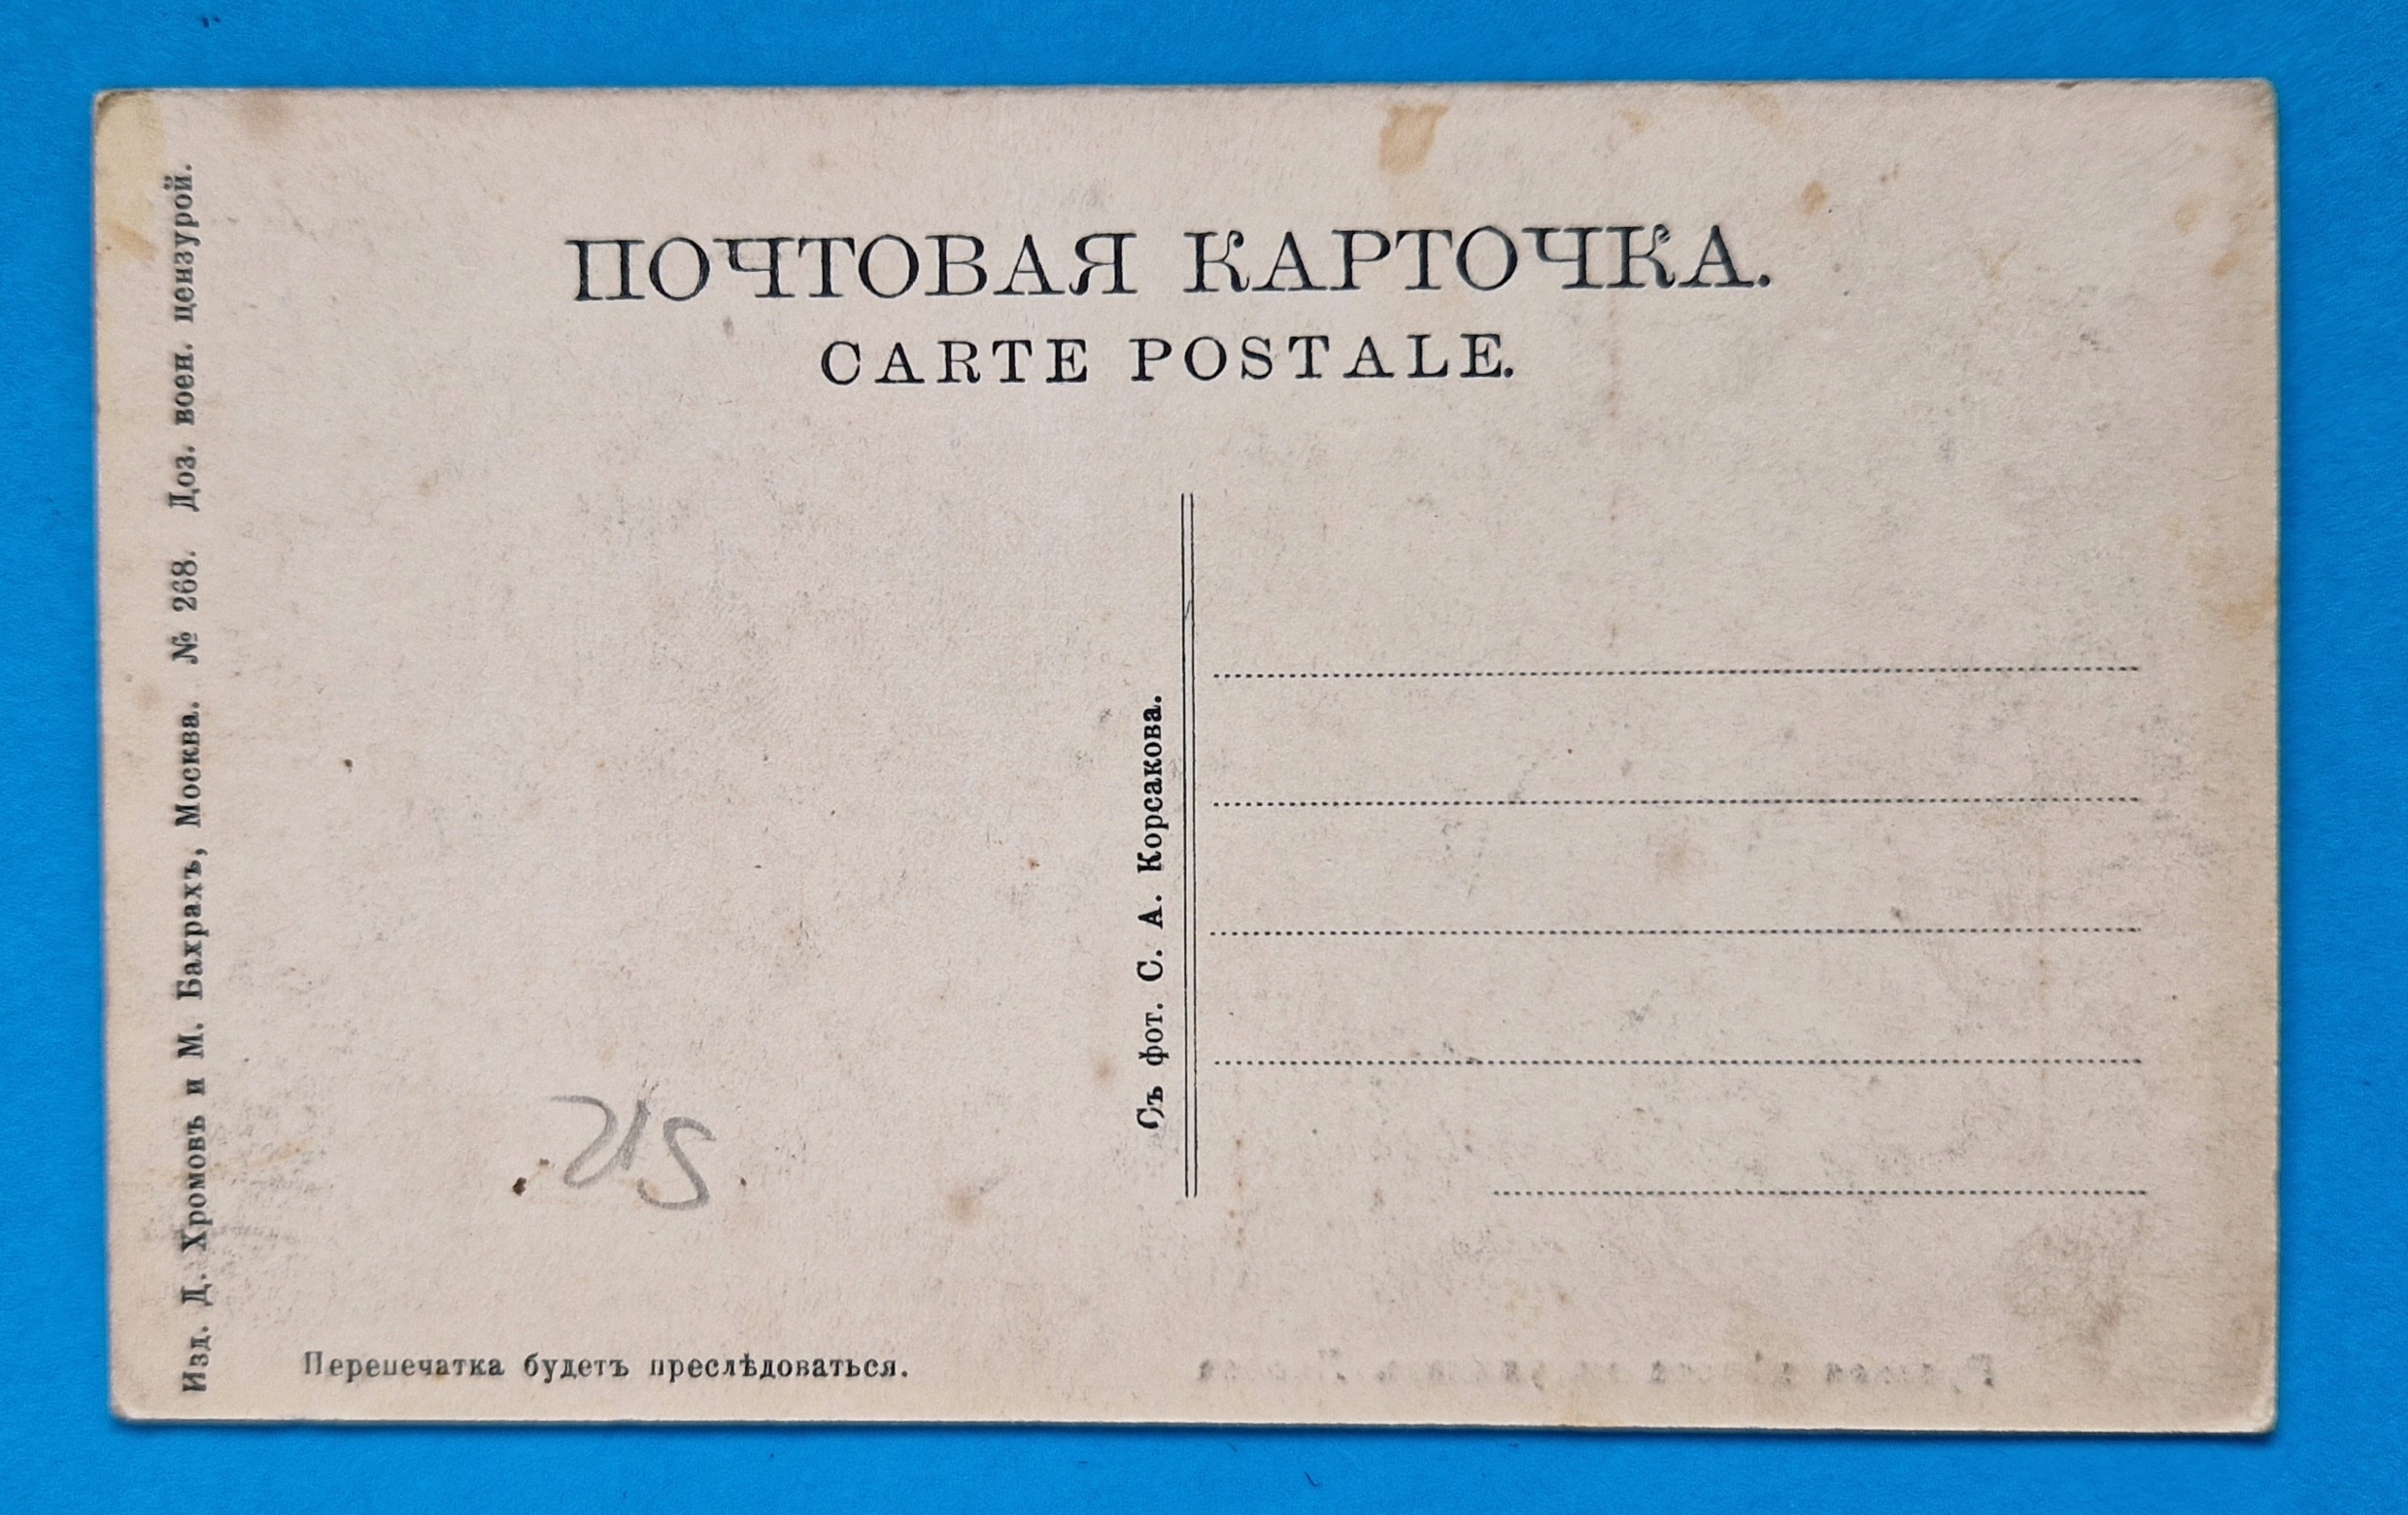 ПОЧТОВАЯ КАРТОЧКА.
CARTE POSTALE.
Изд. Д. Хромовъ и М. Бахрахъ, Москва. № 268. Доз. воен. цензурой.
Съ фот. С. А. Корсакова.
Перепечатка будетъ преслѣдоваться.